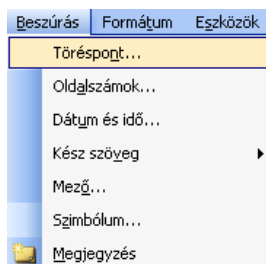 Beszúrás Formátum Eszközök
Töréspont...
Oldalszámok...
Dátum és idő...
Kész szöveg
Mező...
Szimbólum...
Megjegyzés